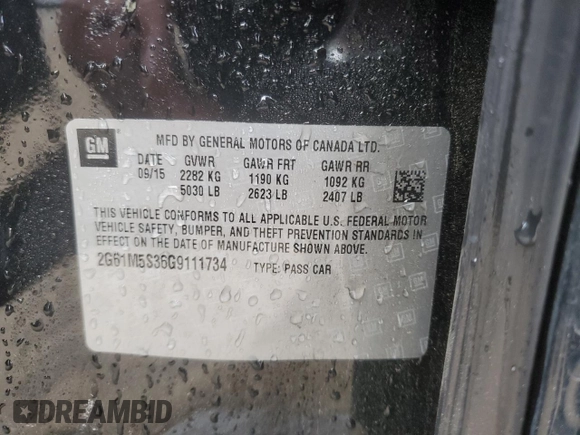 GM
MFD BY GENERAL MOTORS OF CANADA LTD.
DATE GVWR GAWR FRT GAWR RR
09/15 2282 KG 1190 KG 1092 KG
5030 LB 2623 LB 2407 LB
THIS VEHICLE CONFORMS TO ALL APPLICABLE U.S. FEDERAL MOTOR
VEHICLE SAFETY, BUMPER, AND THEFT PREVENTION STANDARDS IN
EFFECT ON THE DATE OF MANUFACTURE SHOWN ABOVE.
2G61M5S36G9111734 TYPE: PASS CAR
DREAMBID